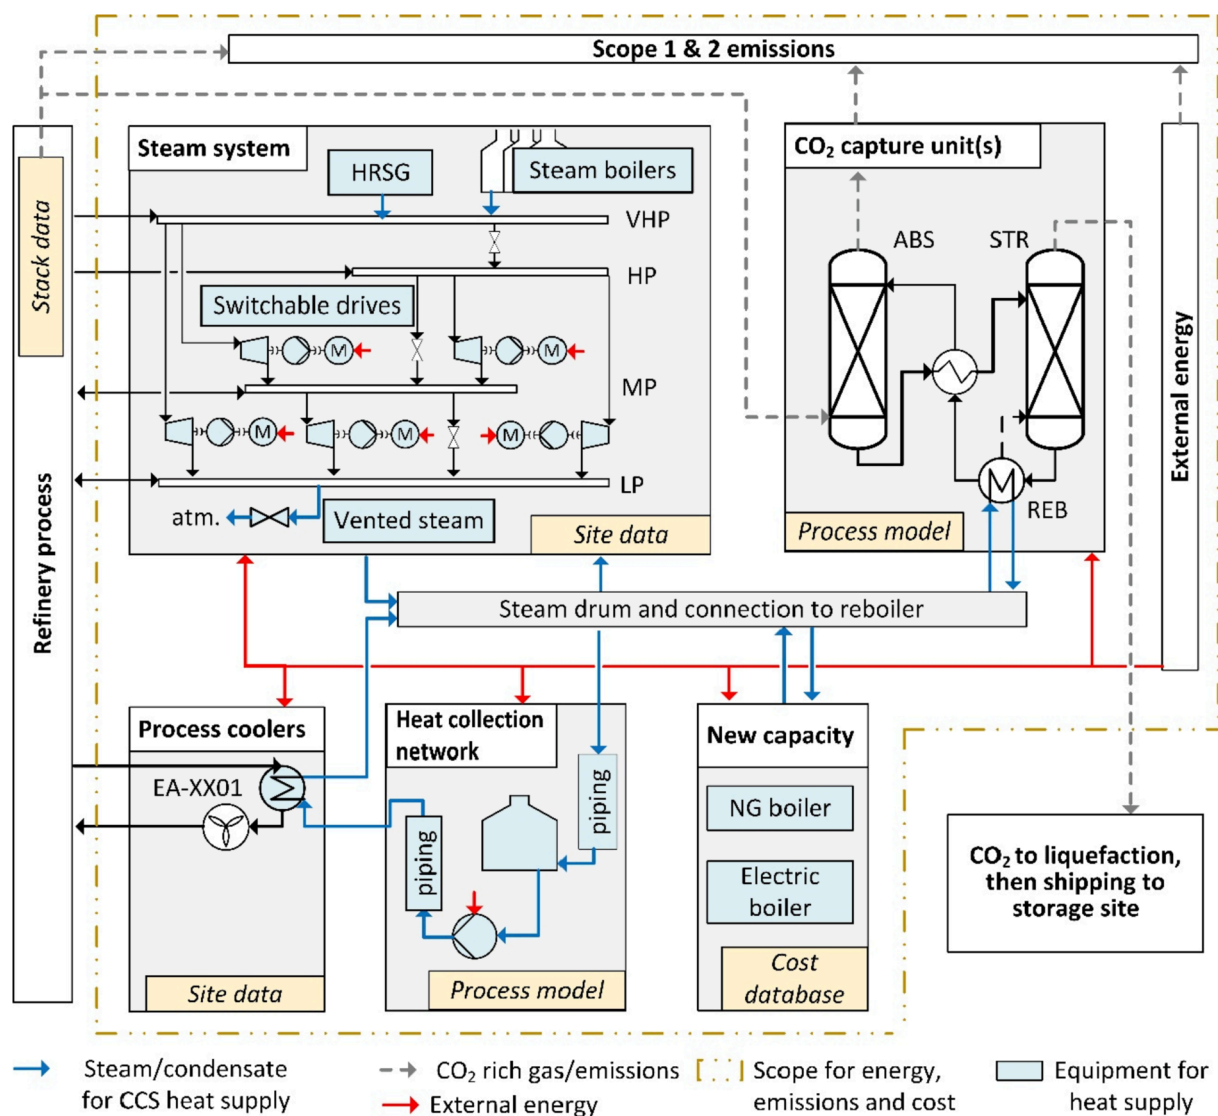 Scope 1 & 2 emissions
Refinery process
Stack data
Steam system
HRSG
Steam boilers
VHP
HP
Switchable drives
M
M
MP
M
M
M
LP
atm.
Vented steam
Site data
CO₂ capture unit(s)
ABS
STR
REB
Process model
External energy
Steam drum and connection to reboiler
Process coolers
EA-XX01
Site data
Heat collection
network
piping
piping
Process model
New capacity
NG boiler
Electric
boiler
Cost
database
CO₂ to liquefaction,
then shipping to
storage site
Steam/condensate
for CCS heat supply
CO₂ rich gas/emissions
External energy
Scope for energy,
emissions and cost
Equipment for
heat supply